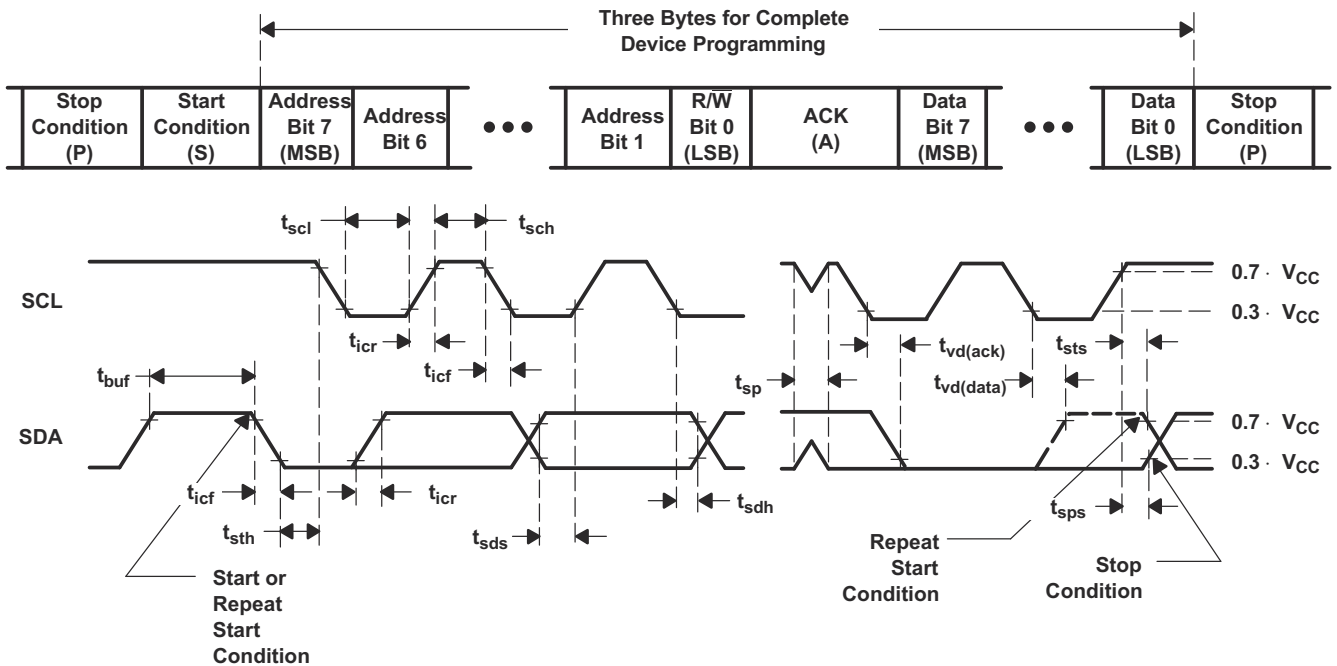 Three Bytes for Complete
Device Programming
Stop
Condition
(P)
Start
Condition
(S)
Address
Bit 7
(MSB)
Address
Bit 6
•••
Address
Bit 1
R/W̅
Bit 0
(LSB)
ACK
(A)
Data
Bit 7
(MSB)
•••
Data
Bit 0
(LSB)
Stop
Condition
(P)
tscl
tsch
SCL
0.7 · VCC
0.3 · VCC
ticr
ticf
tbuf
tsp
tvd(ack)
tvd(data)
tsts
SDA
0.7 · VCC
0.3 · VCC
ticf
ticr
tsth
tsds
tsdh
tsps
Start or
Repeat
Start
Condition
Repeat
Start
Condition
Stop
Condition